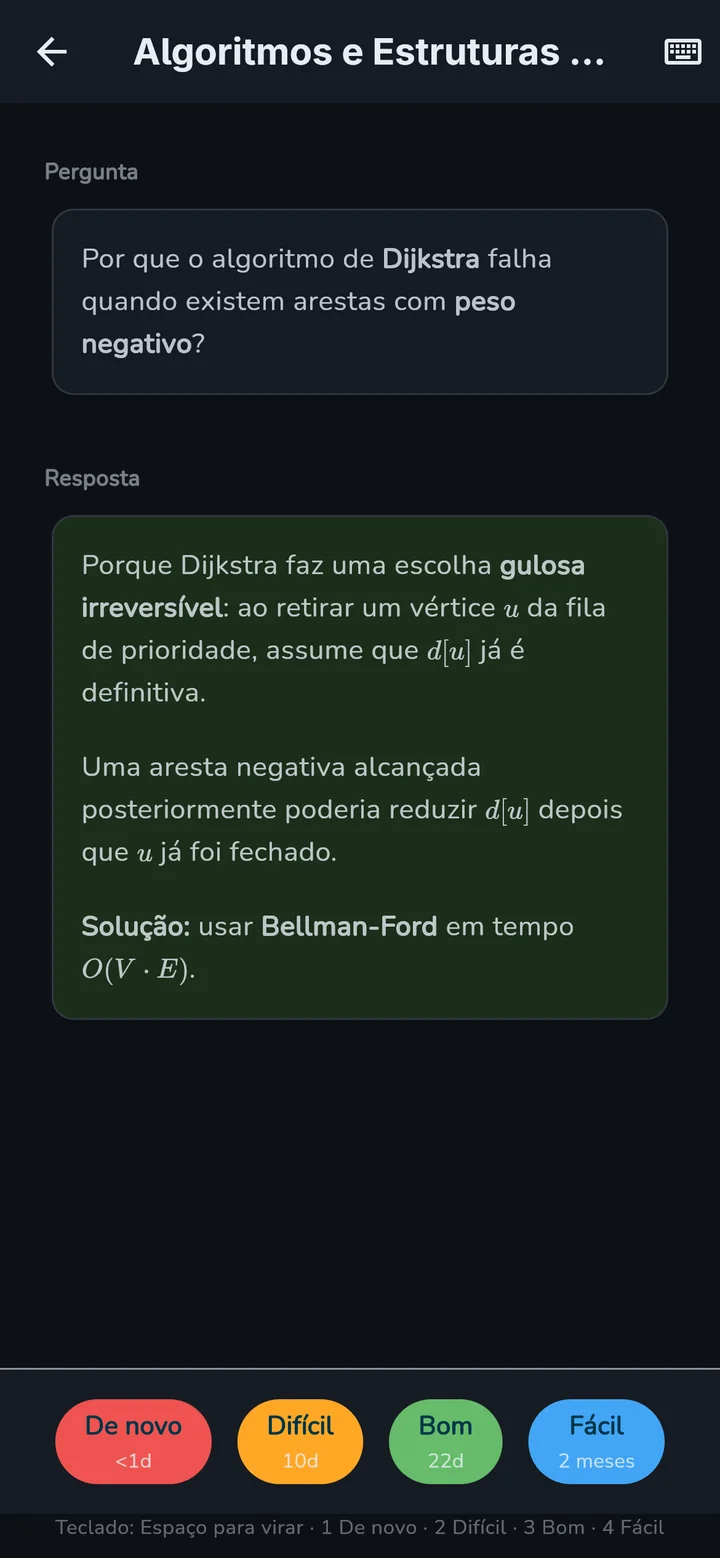 Algoritmos e Estruturas ...
Pergunta
Por que o algoritmo de Dijkstra falha
quando existem arestas com peso
negativo?
Resposta
Porque Dijkstra faz uma escolha gulosa
irreversível: ao retirar um vértice u da fila
de prioridade, assume que d[u] já é
definitiva.
Uma aresta negativa alcançada
posteriormente poderia reduzir d[u] depois
que u já foi fechado.
Solução: usar Bellman-Ford em tempo
O(V · E).
De novo
<1d
Difícil
10d
Bom
22d
Fácil
2 meses
Teclado: Espaço para virar · 1 De novo · 2 Difícil · 3 Bom · 4 Fácil